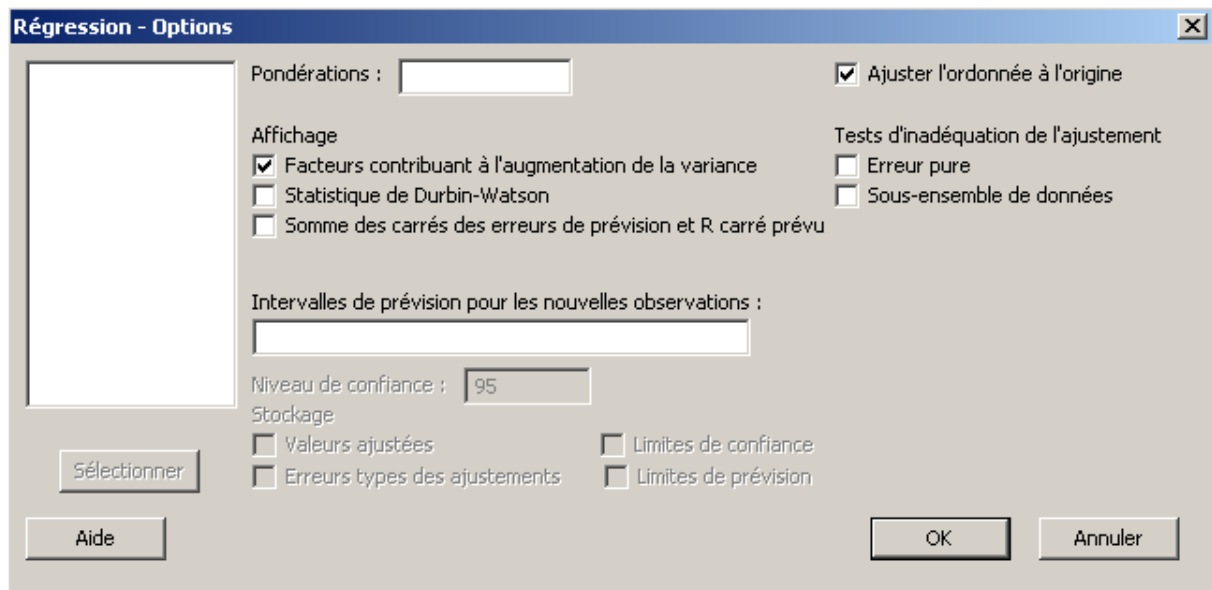 Régression - Options
Pondérations :
Ajuster l'ordonnée à l'origine
Affichage
Tests d'inadéquation de l'ajustement
Facteurs contribuant à l'augmentation de la variance
Erreur pure
Statistique de Durbin-Watson
Sous-ensemble de données
Somme des carrés des erreurs de prévision et R carré prévu
Intervalles de prévision pour les nouvelles observations :
Niveau de confiance : 95
Stockage
Valeurs ajustées
Limites de confiance
Sélectionner
Erreurs types des ajustements
Limites de prévision
Aide
OK
Annuler